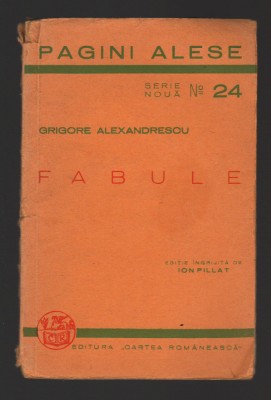 PAGINI ALESE
SERIE
NOUĂ № 24
GRIGORE ALEXANDRESCU
FABULE
EDIȚIE ÎNGRIJITĂ DE
ION PILLAT
EDITURA „CARTEA ROMÂNEASCĂ”